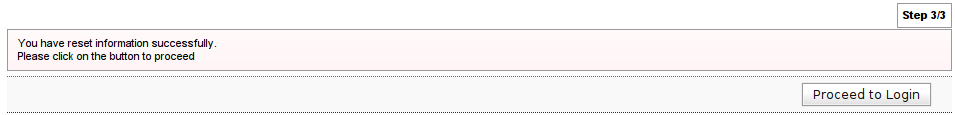 Step 3/3
You have reset information successfully.
Please click on the button to proceed
Proceed to Login